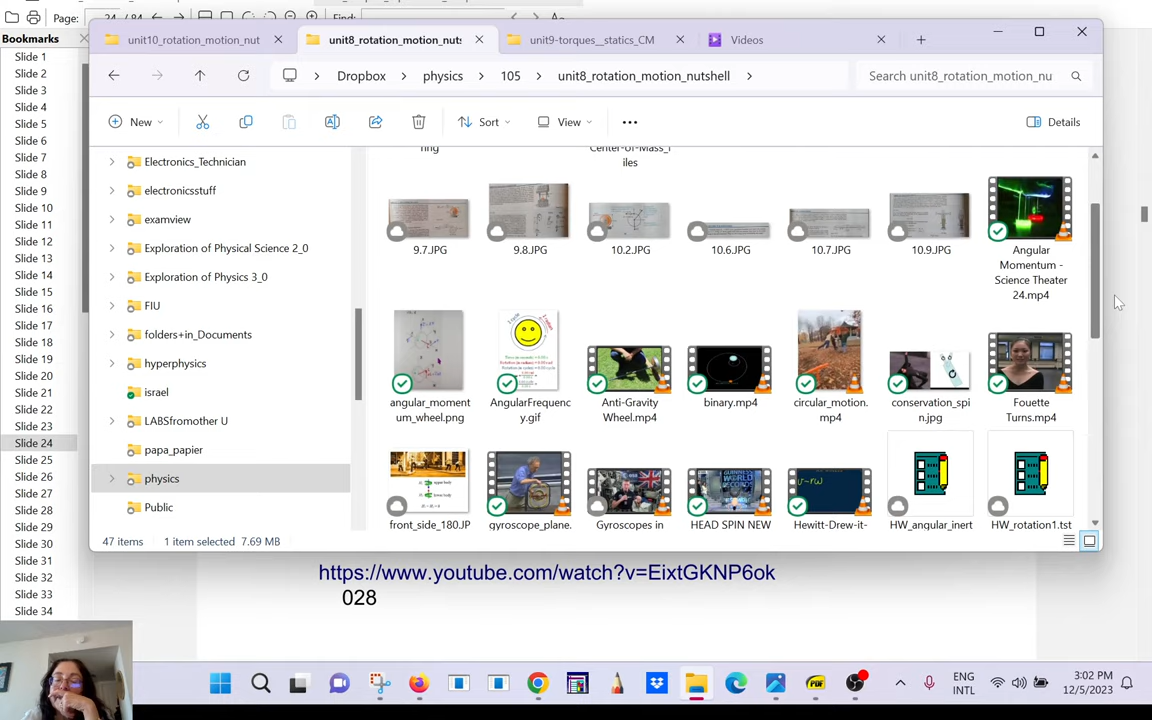 Page: 24 / 84 Find:
Bookmarks
Slide 1
Slide 2
Slide 3
Slide 4
Slide 5
Slide 6
Slide 7
Slide 8
Slide 9
Slide 10
Slide 11
Slide 12
Slide 13
Slide 14
Slide 15
Slide 16
Slide 17
Slide 18
Slide 19
Slide 20
Slide 21
Slide 22
Slide 23
Slide 24
Slide 25
Slide 26
Slide 27
Slide 28
Slide 29
Slide 30
Slide 31
Slide 32
Slide 33
Slide 34
unit10_rotation_motion_nut
unit8_rotation_motion_nuts
unit9-torques__statics_CM
Videos
Dropbox > physics > 105 > unit8_rotation_motion_nutshell >
Search unit8_rotation_motion_nu
New Sort View ... Details
Electronics_Technician
electronicsstuff
examview
Exploration of Physical Science 2_0
Exploration of Physics 3_0
FIU
folders+in_Documents
hyperphysics
israel
LABSfromother U
papa_papier
physics
Public
ring
Center-of-Mass_f
iles
9.7.JPG
9.8.JPG
10.2.JPG
10.6.JPG
10.7.JPG
10.9.JPG
Angular
Momentum -
Science Theater
24.mp4
angular_moment
um_wheel.png
AngularFrequenc
y.gif
Anti-Gravity
Wheel.mp4
binary.mp4
circular_motion.
mp4
conservation_spi
n.jpg
Fouette
Turns.mp4
front_side_180.JP
gyroscope_plane.
Gyroscopes in
HEAD SPIN NEW
Hewitt-Drew-it-
HW_angular_inert
HW_rotation1.tst
47 items 1 item selected 7.69 MB
https://www.youtube.com/watch?v=EixtGKNP6ok
028
ENG
INTL
3:02 PM
12/5/2023